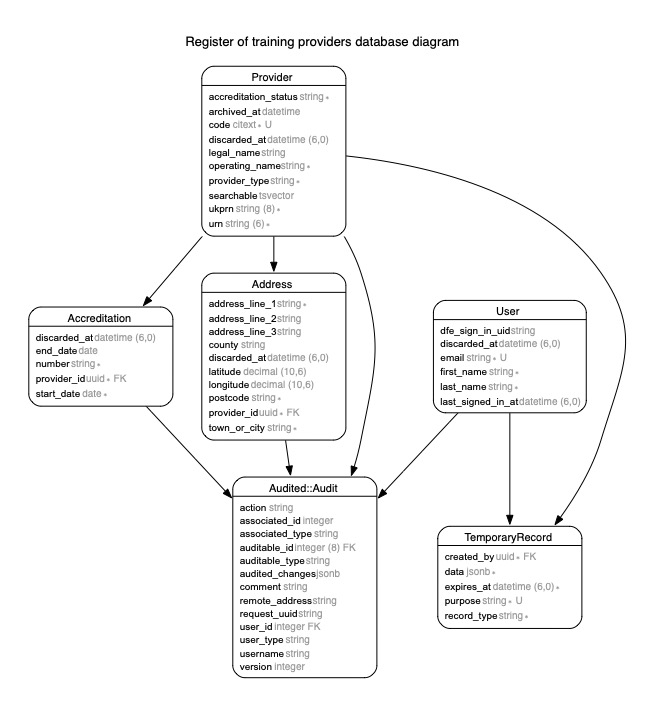 Register of training providers database diagram
Provider
accreditation_status string ∗
archived_at datetime
code citext ∗ U
discarded_at datetime (6,0)
legal_name string
operating_name string ∗
provider_type string ∗
searchable tsvector
ukprn string (8) ∗
urn string (6) ∗
Accreditation
discarded_at datetime (6,0)
end_date date
number string ∗
provider_id uuid ∗ FK
start_date date ∗
Address
address_line_1 string ∗
address_line_2 string
address_line_3 string
county string
discarded_at datetime (6,0)
latitude decimal (10,6)
longitude decimal (10,6)
postcode string ∗
provider_id uuid ∗ FK
town_or_city string ∗
User
dfe_sign_in_uid string
discarded_at datetime (6,0)
email string ∗ U
first_name string ∗
last_name string ∗
last_signed_in_at datetime (6,0)
Audited::Audit
action string
associated_id integer
associated_type string
auditable_id integer (8) FK
auditable_type string
audited_changes jsonb
comment string
remote_address string
request_uuid string
user_id integer FK
user_type string
username string
version integer
TemporaryRecord
created_by uuid ∗ FK
data jsonb ∗
expires_at datetime (6,0) ∗
purpose string ∗ U
record_type string ∗